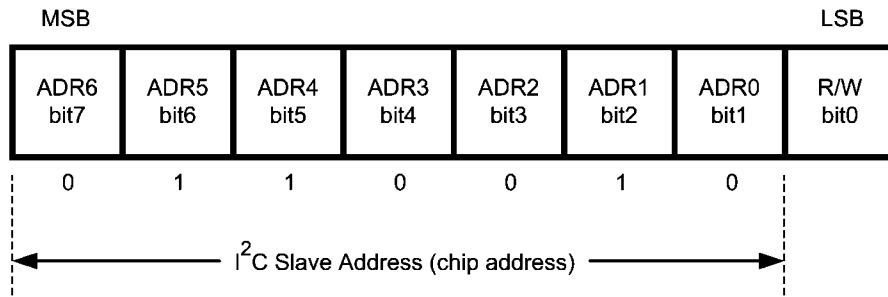 MSB LSB
ADR6 ADR5 ADR4 ADR3 ADR2 ADR1 ADR0 R/W
bit7 bit6 bit5 bit4 bit3 bit2 bit1 bit0
0 1 1 0 0 1 0
I²C Slave Address (chip address)